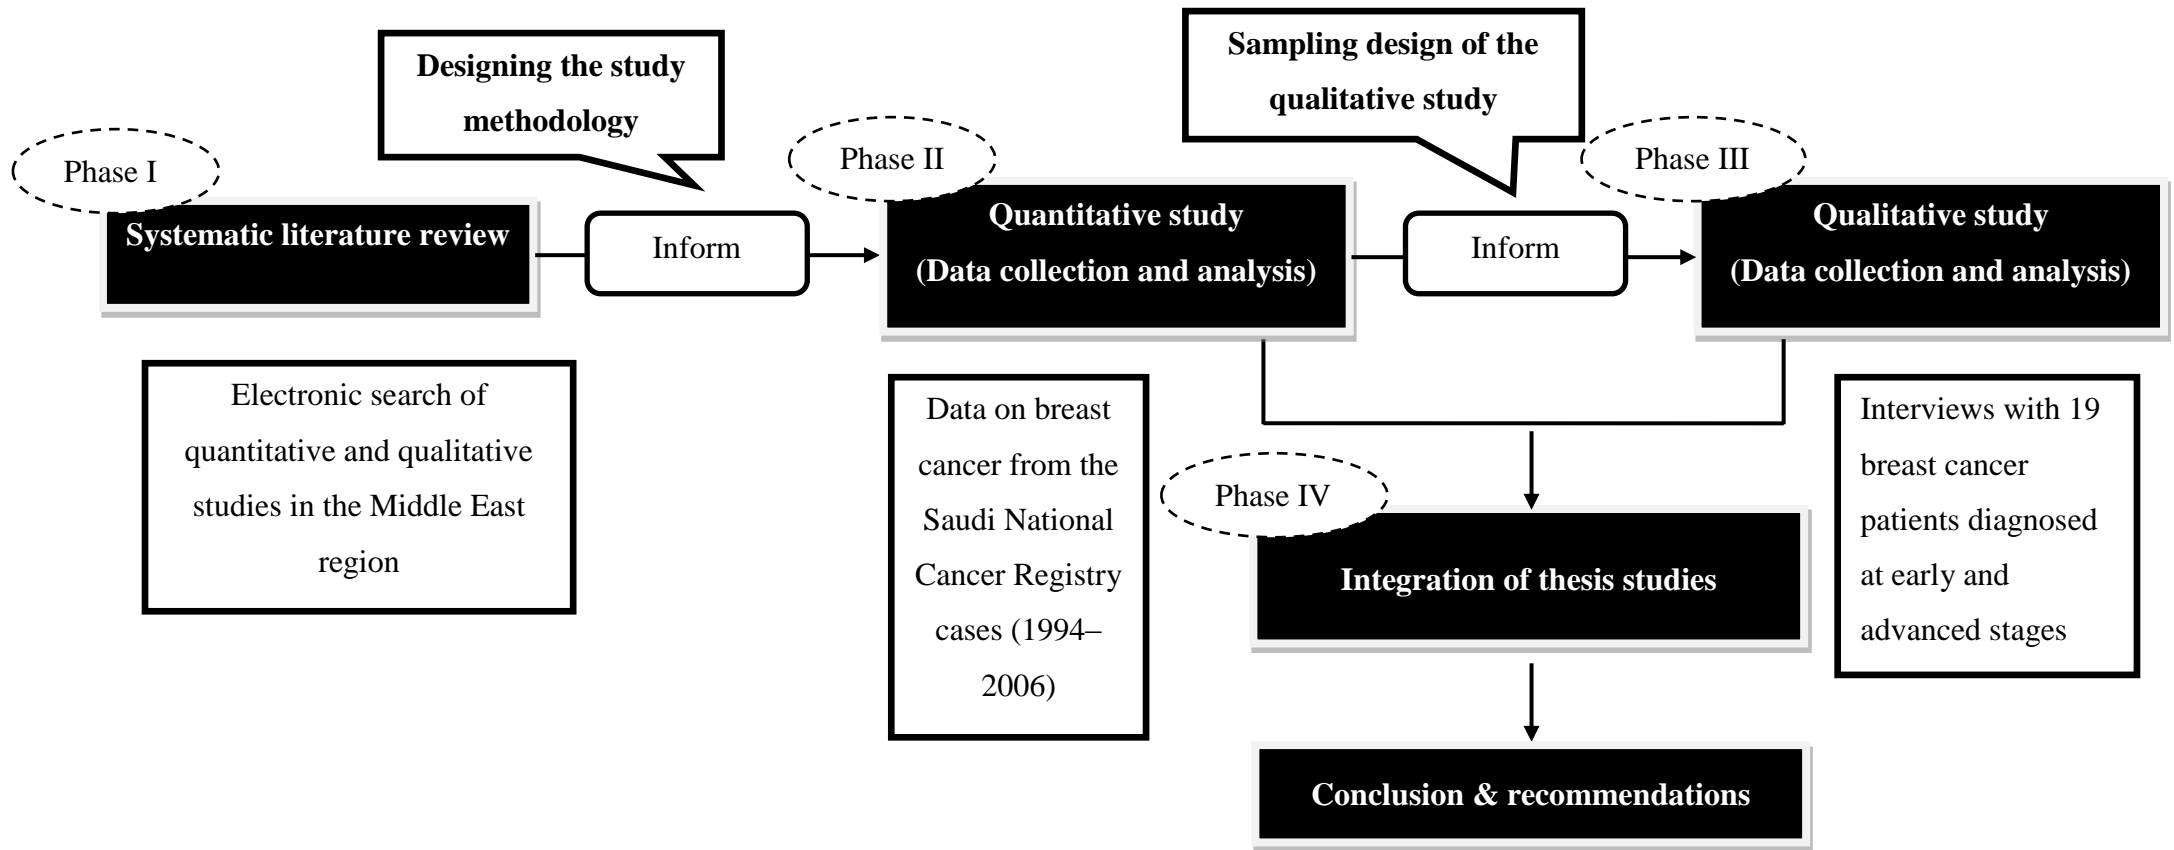 Designing the study
methodology
Sampling design of the
qualitative study
Phase I
Phase II
Phase III
Systematic literature review
Inform
Quantitative study
(Data collection and analysis)
Inform
Qualitative study
(Data collection and analysis)
Electronic search of
quantitative and qualitative
studies in the Middle East
region
Data on breast
cancer from the
Saudi National
Cancer Registry
cases (1994–
2006)
Phase IV
Integration of thesis studies
Interviews with 19
breast cancer
patients diagnosed
at early and
advanced stages
Conclusion & recommendations